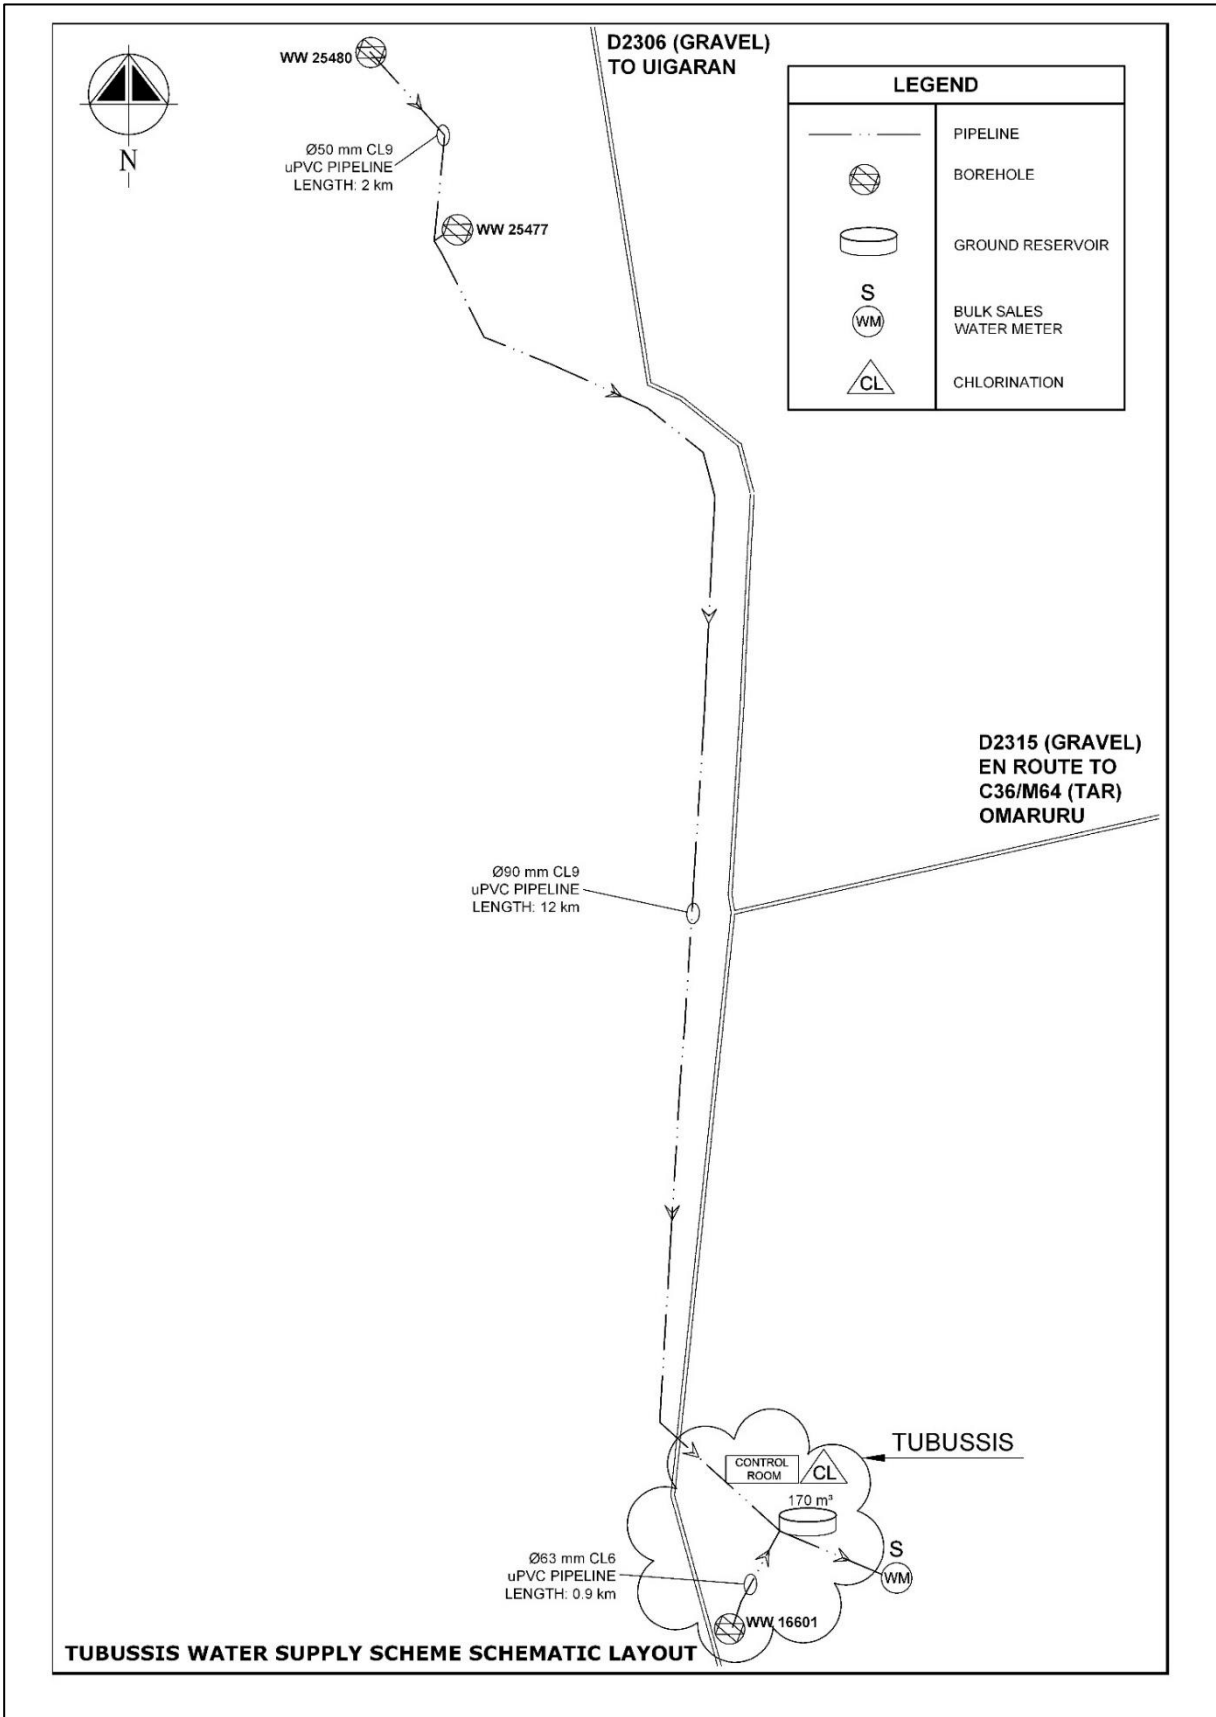 D2306 (GRAVEL)
TO UIGARAN
WW 25480
N
Ø50 mm CL9
uPVC PIPELINE
LENGTH: 2 km
WW 25477
LEGEND
PIPELINE
BOREHOLE
GROUND RESERVOIR
S
WM
BULK SALES
WATER METER
CL
CHLORINATION
D2315 (GRAVEL)
EN ROUTE TO
C36/M64 (TAR)
OMARURU
Ø90 mm CL9
uPVC PIPELINE
LENGTH: 12 km
TUBUSSIS
CONTROL
ROOM
CL
170 m³
S
WM
Ø63 mm CL6
uPVC PIPELINE
LENGTH: 0.9 km
WW 16601
TUBUSSIS WATER SUPPLY SCHEME SCHEMATIC LAYOUT